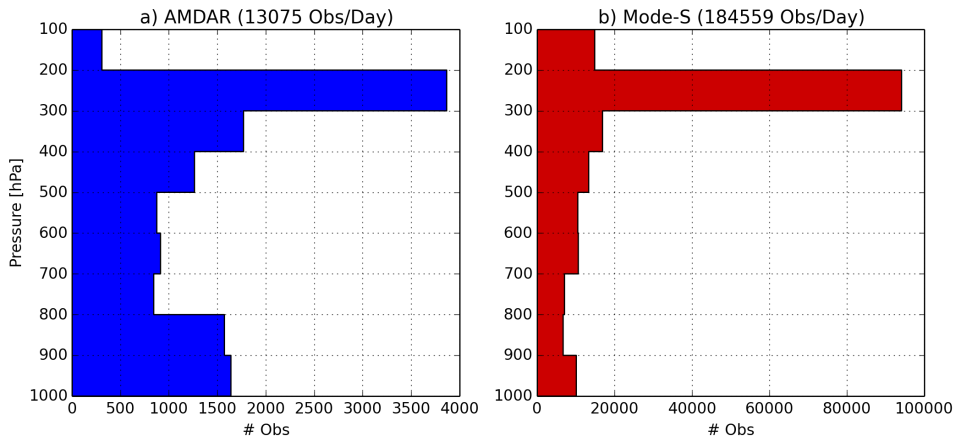 a) AMDAR (13075 Obs/Day)
100
200
300
400
500
600
700
800
900
1000
Pressure [hPa]
0 500 1000 1500 2000 2500 3000 3500 4000
# Obs
b) Mode-S (184559 Obs/Day)
100
200
300
400
500
600
700
800
900
1000
0 20000 40000 60000 80000 100000
# Obs